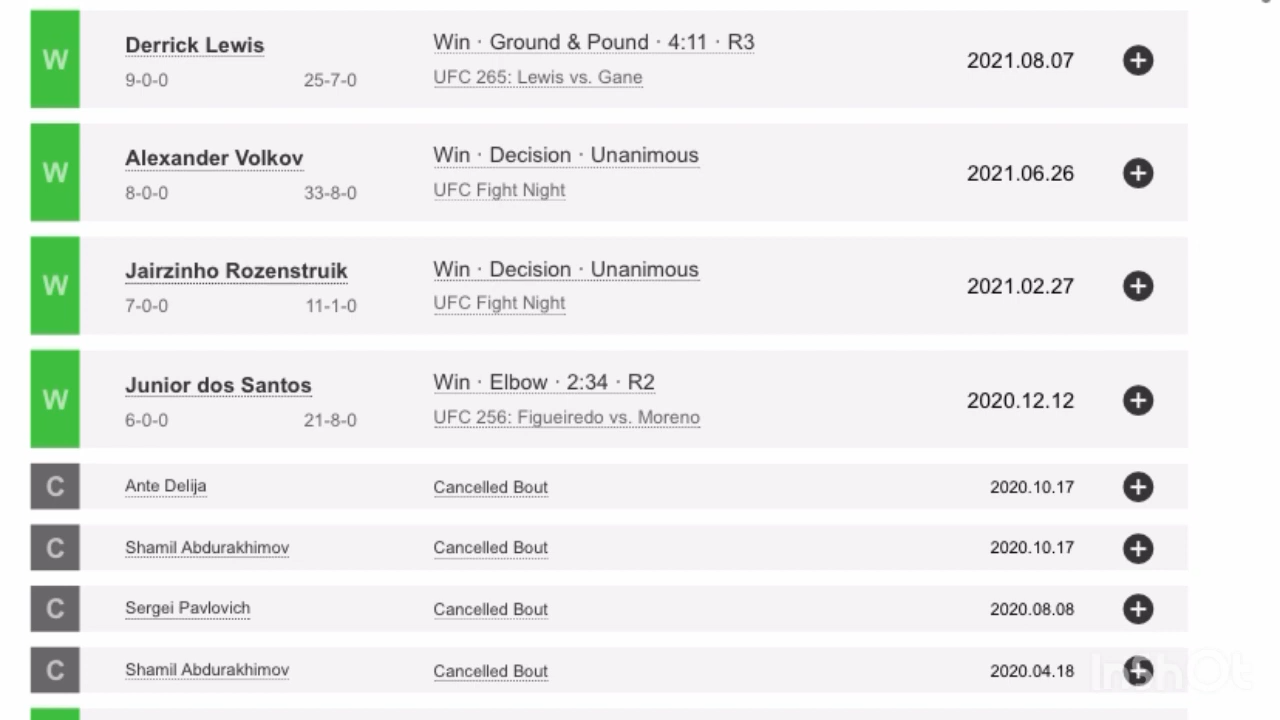 W
Derrick Lewis
Win · Ground & Pound · 4:11 · R3
9-0-0 25-7-0
UFC 265: Lewis vs. Gane
2021.08.07
W
Alexander Volkov
Win · Decision · Unanimous
8-0-0 33-8-0
UFC Fight Night
2021.06.26
W
Jairzinho Rozenstruik
Win · Decision · Unanimous
7-0-0 11-1-0
UFC Fight Night
2021.02.27
W
Junior dos Santos
Win · Elbow · 2:34 · R2
6-0-0 21-8-0
UFC 256: Figueiredo vs. Moreno
2020.12.12
C Ante Delija Cancelled Bout 2020.10.17
C Shamil Abdurakhimov Cancelled Bout 2020.10.17
C Sergei Pavlovich Cancelled Bout 2020.08.08
C Shamil Abdurakhimov Cancelled Bout 2020.04.18
InShOt